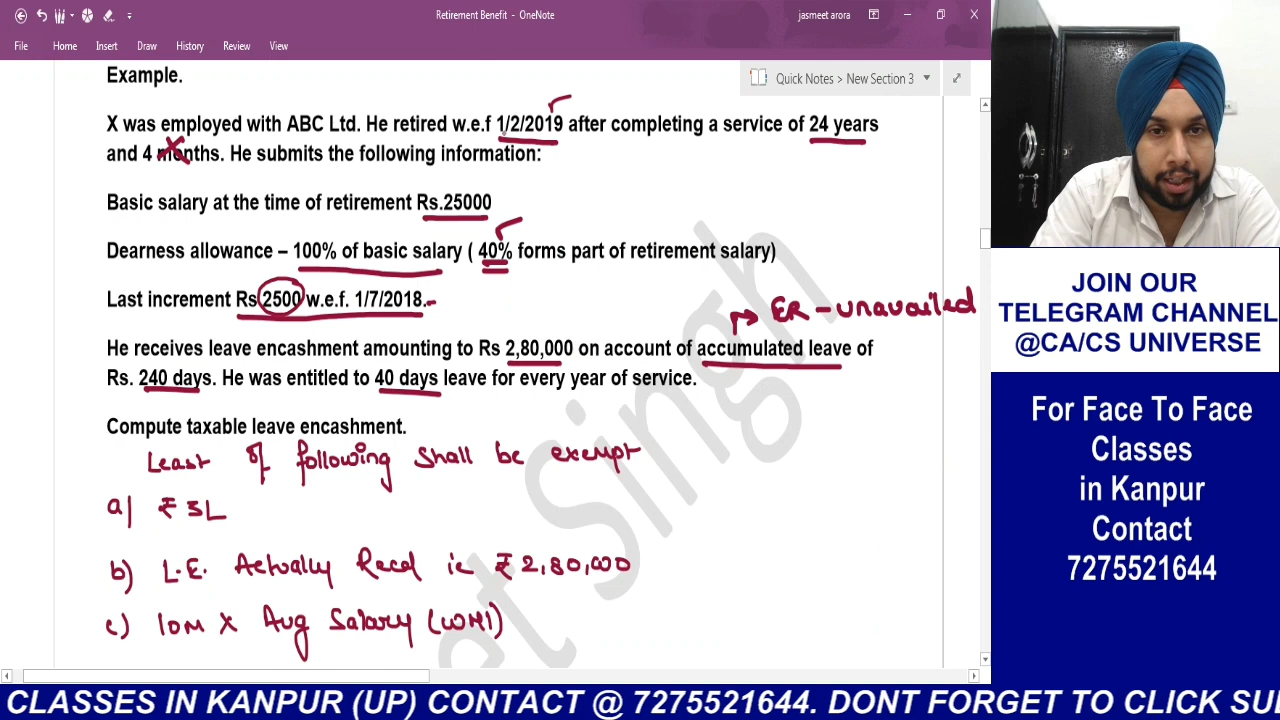 Retirement Benefit - OneNote
jasmeet arora
File Home Insert Draw History Review View
Quick Notes > New Section 3
Example.
X was employed with ABC Ltd. He retired w.e.f 1/2/2019 after completing a service of 24 years
and 4 months. He submits the following information:
Basic salary at the time of retirement Rs.25000
Dearness allowance – 100% of basic salary ( 40% forms part of retirement salary)
Last increment Rs 2500 w.e.f. 1/7/2018.
ER - unavailed
He receives leave encashment amounting to Rs 2,80,000 on account of accumulated leave of
Rs. 240 days. He was entitled to 40 days leave for every year of service.
Compute taxable leave encashment.
Least of following shall be exempt
a) ₹ 3L
b) L.E. Actually Recd ie ₹ 2,80,000
c) 10M X Avg Salary (WN1)
et Singh
JOIN OUR
TELEGRAM CHANNEL
@CA/CS UNIVERSE
For Face To Face
Classes
in Kanpur
Contact
7275521644
CLASSES IN KANPUR (UP) CONTACT @ 7275521644. DONT FORGET TO CLICK SU